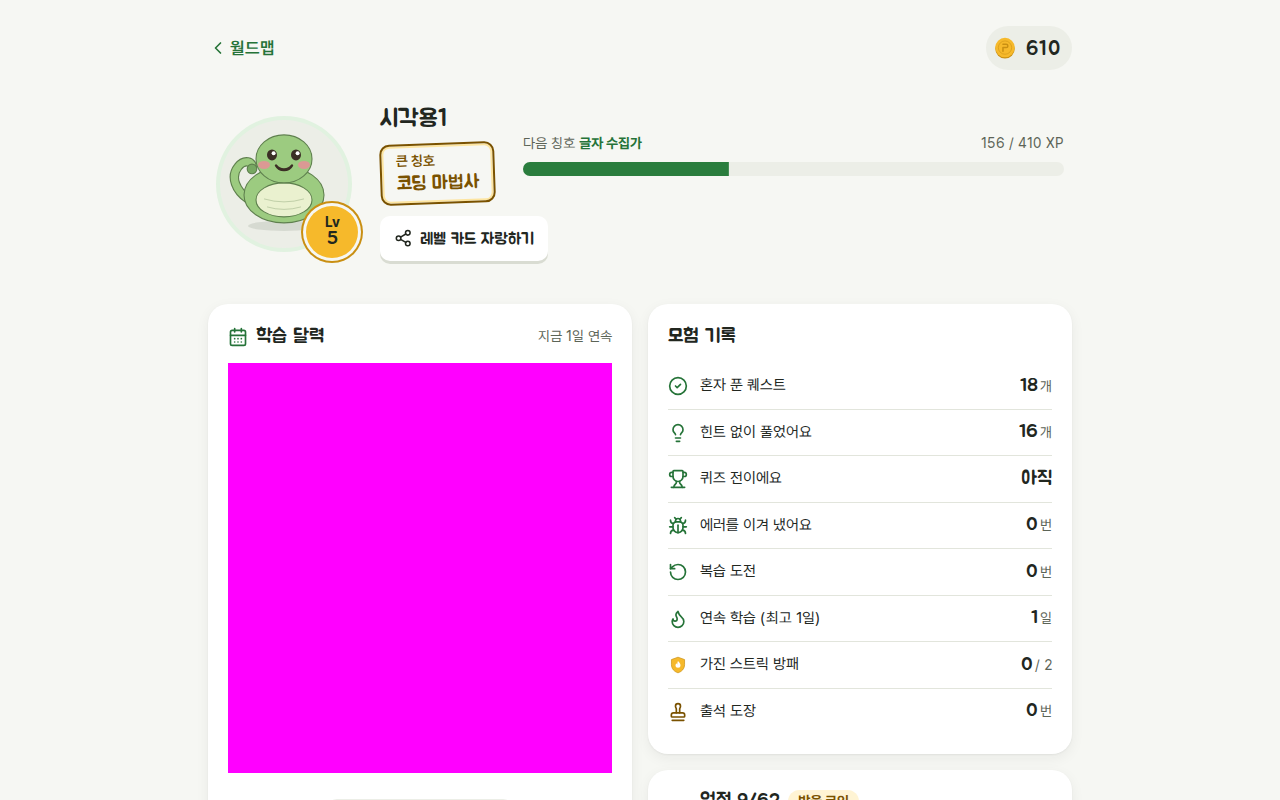 월드맵
610
시각용1
큰 칭호
코딩 마법사
다음 칭호 글자 수집가
156 / 410 XP
Lv
5
레벨 카드 자랑하기
학습 달력
지금 1일 연속
모험 기록
혼자 푼 퀘스트
18개
힌트 없이 풀었어요
16개
퀴즈 전이에요
아직
에러를 이겨 냈어요
0번
복습 도전
0번
연속 학습 (최고 1일)
1일
가진 스트릭 방패
0 / 2
출석 도장
0번
업적 9/62